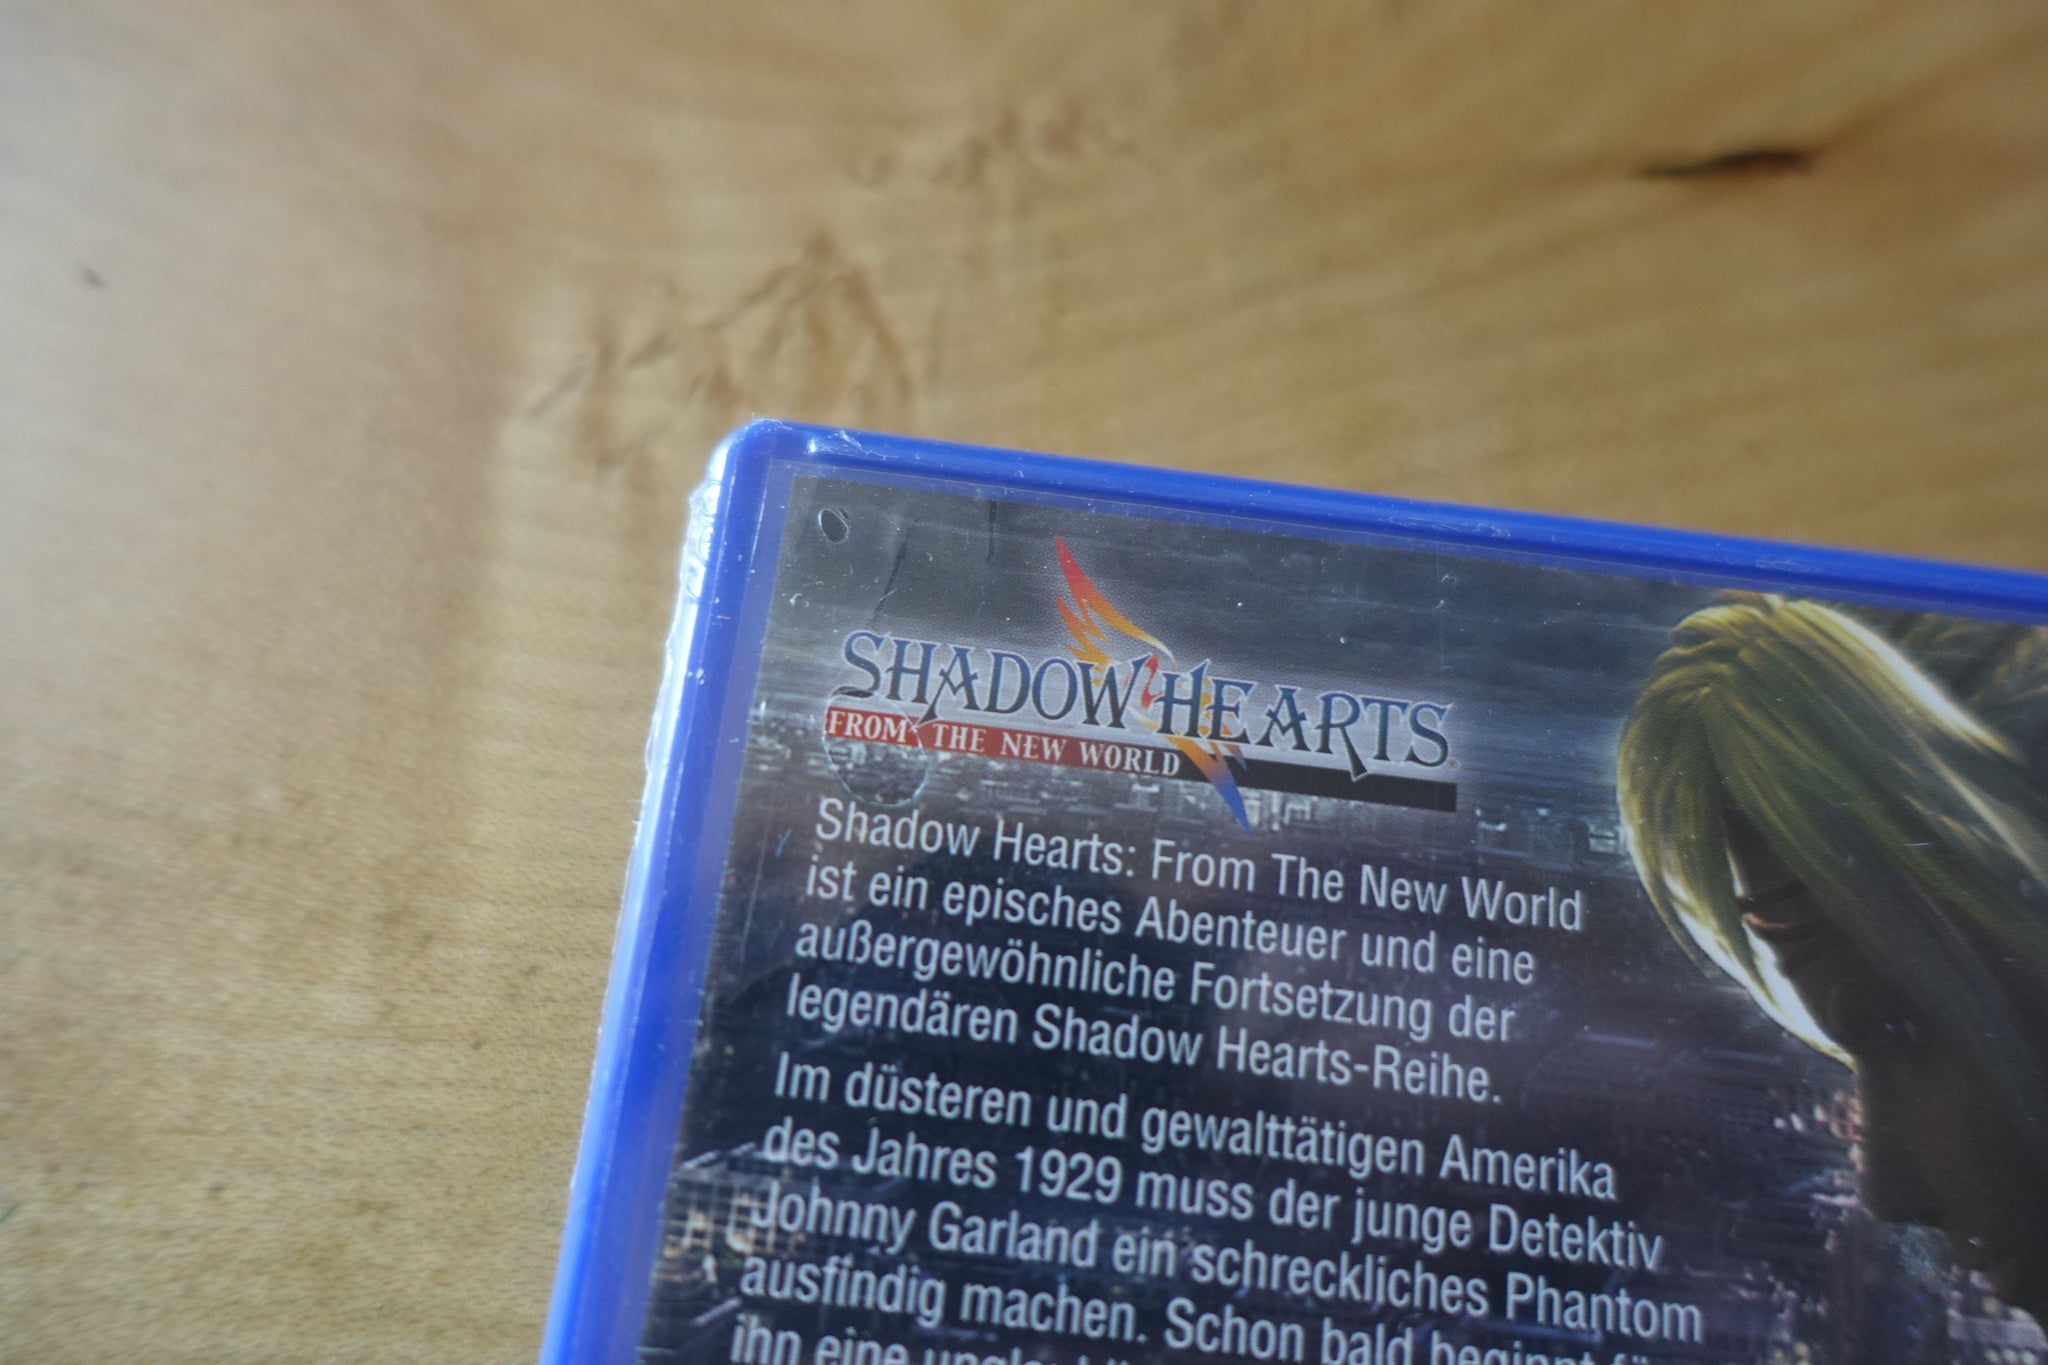 SHADOW HEARTS
FROM THE NEW WORLD
Shadow Hearts: From The New World
ist ein episches Abenteuer und eine
außergewöhnliche Fortsetzung der
legendären Shadow Hearts-Reihe.
Im düsteren und gewalttätigen Amerika
des Jahres 1929 muss der junge Detektiv
Johnny Garland ein schreckliches Phantom
ausfindig machen. Schon bald beginnt
ihn eine